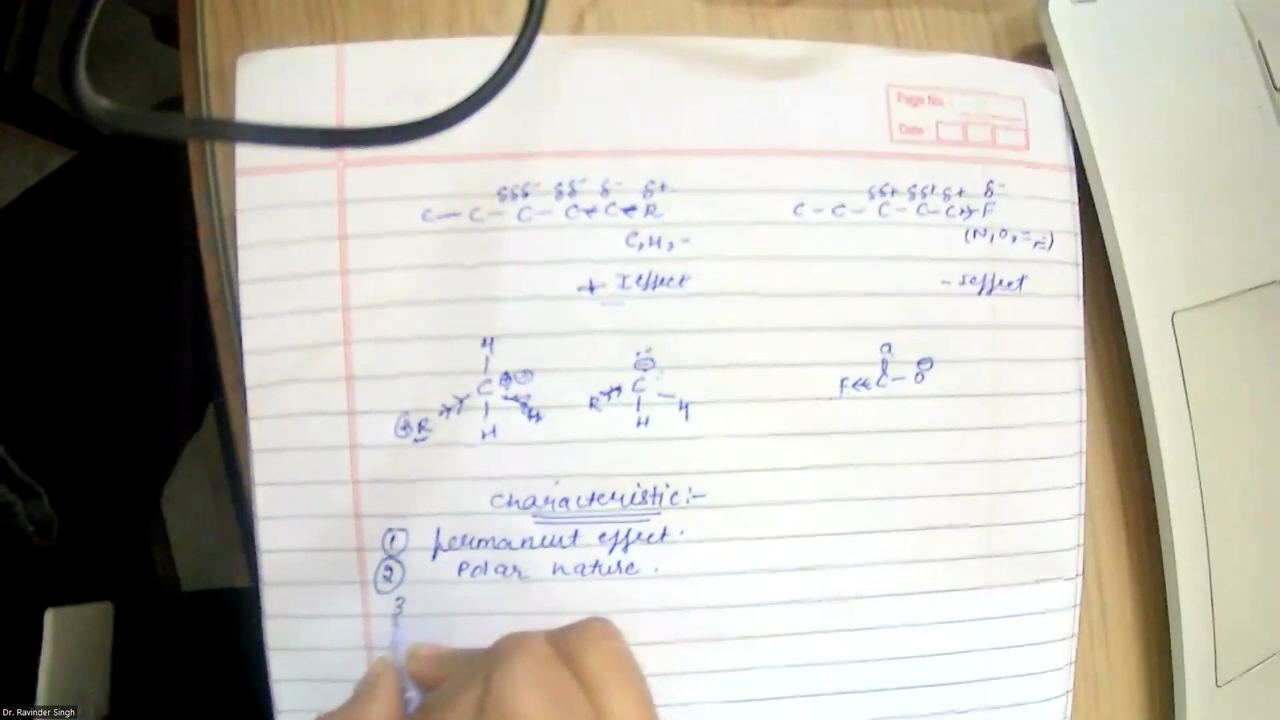 Page No.
Date
δδδ⁻ δδ⁻ δ⁻ δ+
δδ+ δδ+ δ+ δ-
C — C — C — C C R
C - C - C - C - C F
C₂H₅ -
+ I effect
- I effect
H
O
C
R C
F C - O
R
H
H
H
Characteristic :-
① permanent effect.
② Polar nature.
3
Dr. Ravinder Singh